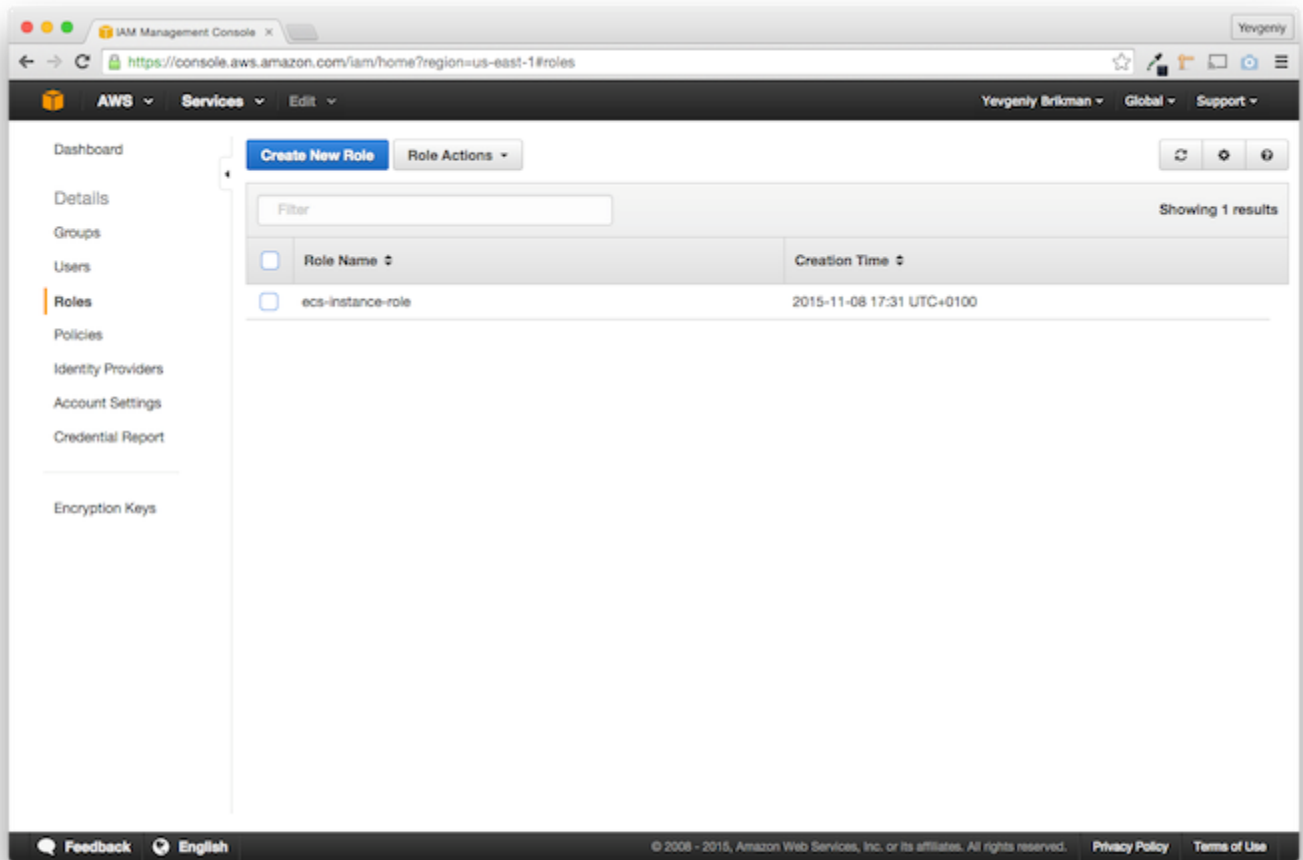 IAM Management Console
Yevgeniy
https://console.aws.amazon.com/iam/home?region=us-east-1#roles
AWS Services Edit Yevgeniy Brikman Global Support
Dashboard
Details
Groups
Users
Roles
Policies
Identity Providers
Account Settings
Credential Report
Encryption Keys
Create New Role Role Actions
Filter
Showing 1 results
Role Name Creation Time
ecs-instance-role 2015-11-08 17:31 UTC+0100
Feedback English © 2008 - 2015, Amazon Web Services, Inc. or its affiliates. All rights reserved. Privacy Policy Terms of Use